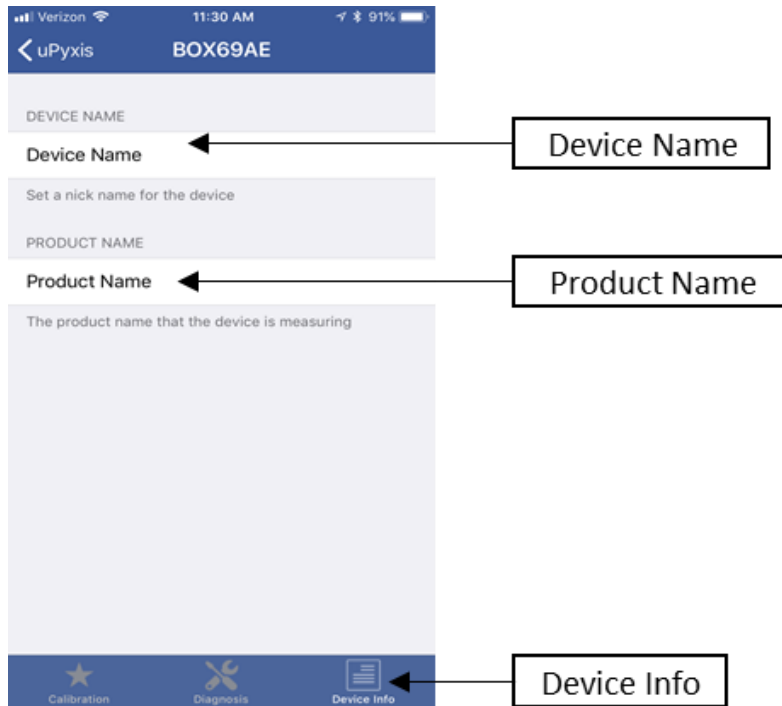 Verizon 11:30 AM 91%
uPyxis BOX69AE
DEVICE NAME
Device Name
Device Name
Set a nick name for the device
PRODUCT NAME
Product Name
Product Name
The product name that the device is measuring
Calibration Diagnosis Device Info
Device Info